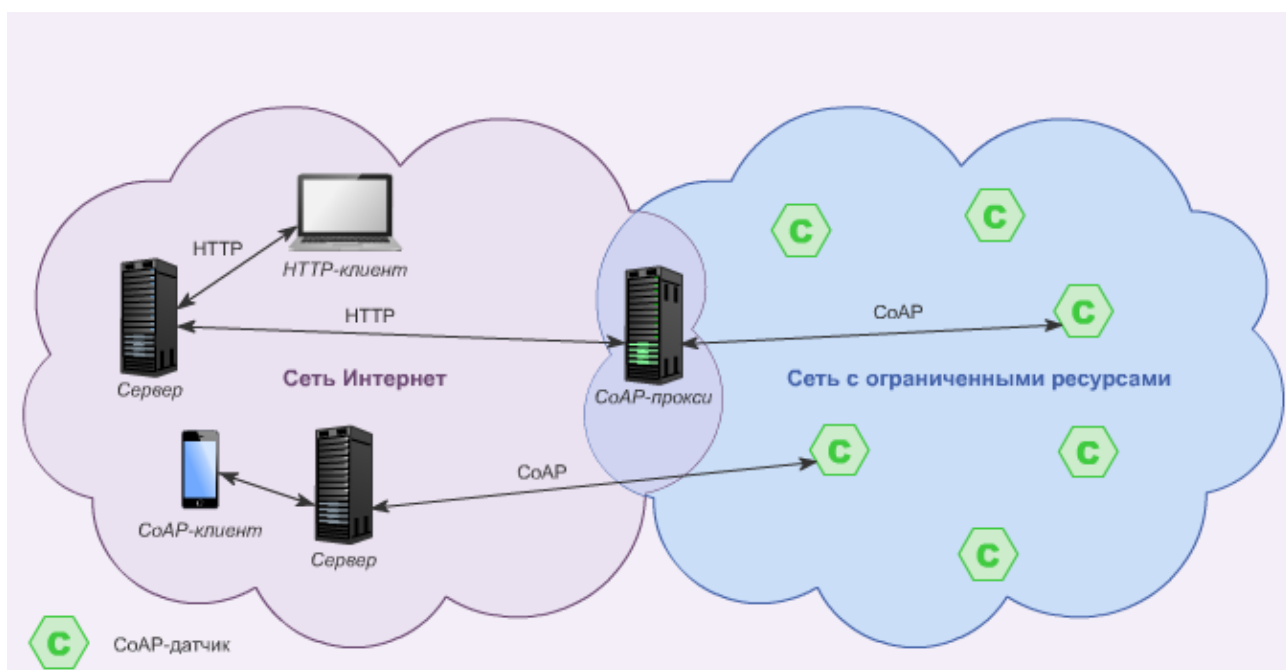 HTTP
HTTP-клиент
HTTP
CoAP
Сервер
Сеть Интернет
CoAP-прокси
Сеть с ограниченными ресурсами
C
C
C
C
C
C
CoAP
CoAP-клиент
Сервер
C
CoAP-датчик